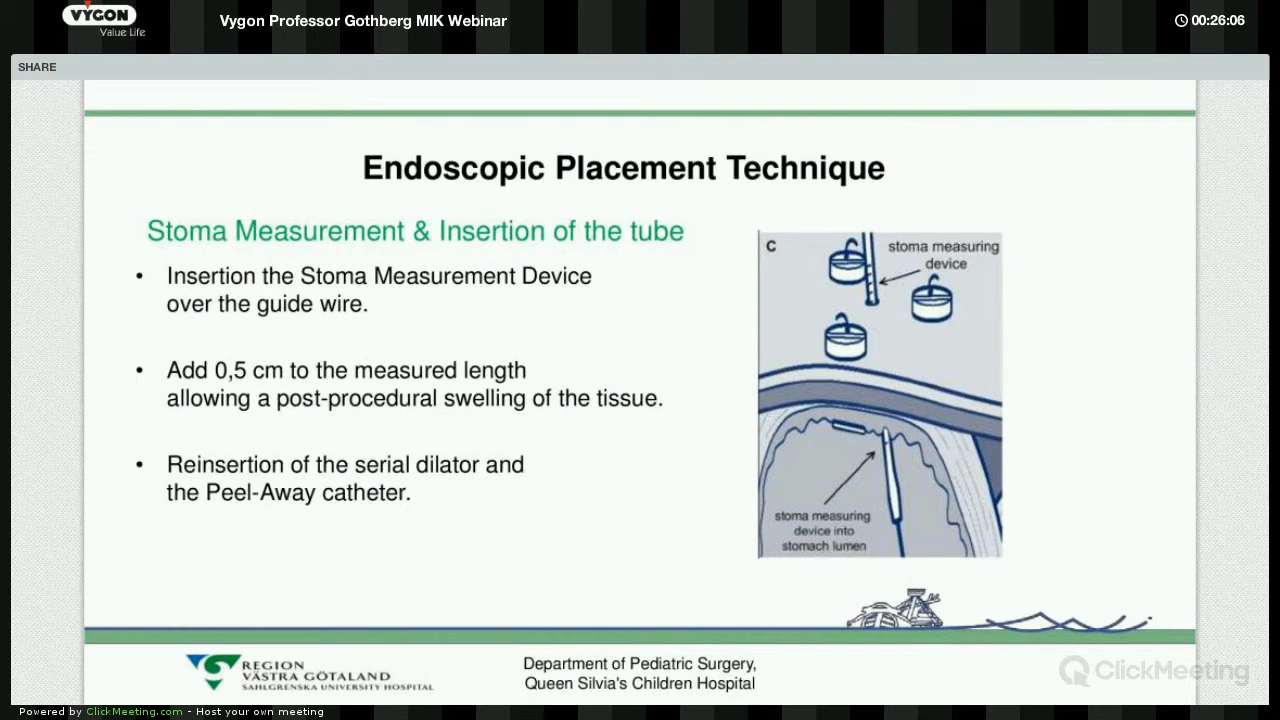 VYGON
Value Life
Vygon Professor Gothberg MIK Webinar
00:26:06
SHARE
Endoscopic Placement Technique
Stoma Measurement & Insertion of the tube
• Insertion the Stoma Measurement Device
over the guide wire.
• Add 0,5 cm to the measured length
allowing a post-procedural swelling of the tissue.
• Reinsertion of the serial dilator and
the Peel-Away catheter.
C
stoma measuring
device
stoma measuring
device into
stomach lumen
REGION
VÄSTRA GÖTALAND
SAHLGRENSKA UNIVERSITY HOSPITAL
Department of Pediatric Surgery,
Queen Silvia's Children Hospital
ClickMeeting
Powered by ClickMeeting.com - Host your own meeting